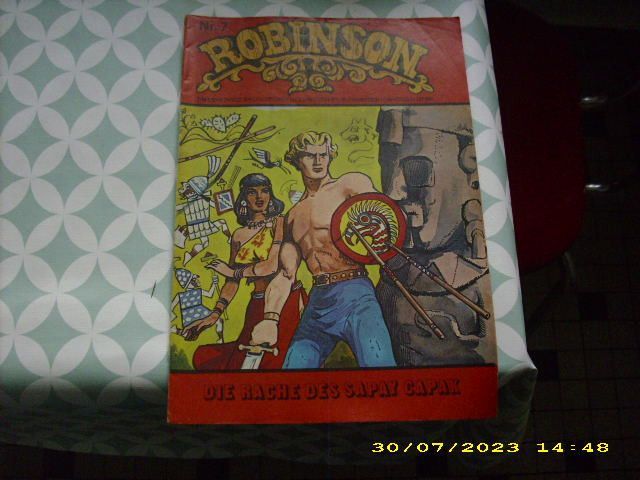 Nr. 7
ROBINSON
DIE RACHE DES SAPAY CAPAK
30/07/2023 14:48